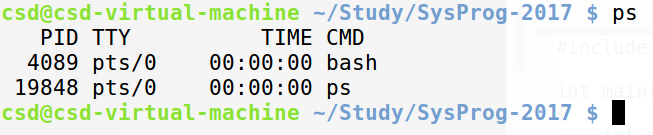 csd@csd-virtual-machine ~/Study/SysProg-2017 $ ps
  PID TTY          TIME CMD
 4089 pts/0    00:00:00 bash
19848 pts/0    00:00:00 ps
csd@csd-virtual-machine ~/Study/SysProg-2017 $
#include
int main